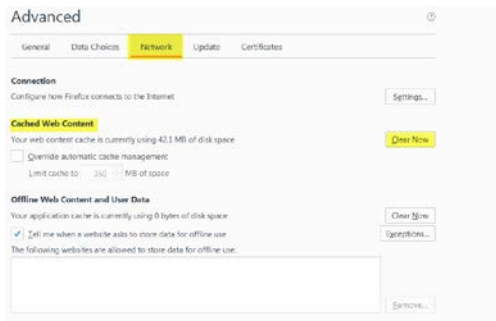 Advanced
General Data Choices Network Update Certificates
Connection
Configure how Firefox connects to the Internet Settings...
Cached Web Content
Your web content cache is currently using 42.1 MB of disk space Clear Now
Override automatic cache management
Limit cache to 350 MB of space
Offline Web Content and User Data
Your application cache is currently using 0 bytes of disk space Clear Now
Tell me when a website asks to store data for offline use Exceptions...
The following websites are allowed to store data for offline use:
Remove...